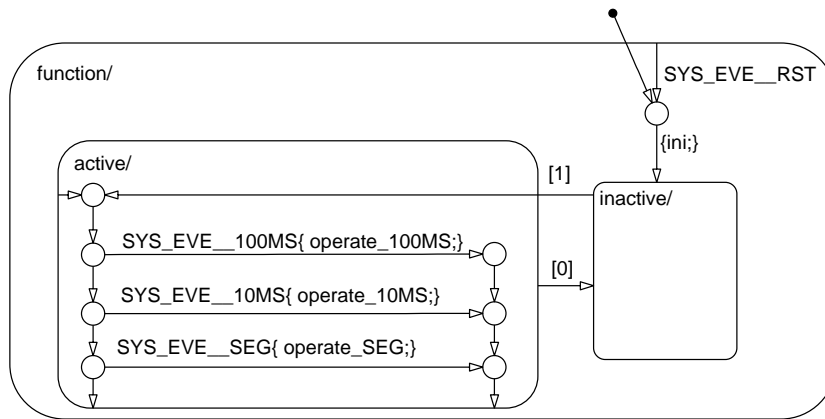 function/
SYS_EVE__RST
{ini;}
active/
[1]
inactive/
SYS_EVE__100MS{ operate_100MS;}
[0]
SYS_EVE__10MS{ operate_10MS;}
SYS_EVE__SEG{ operate_SEG;}